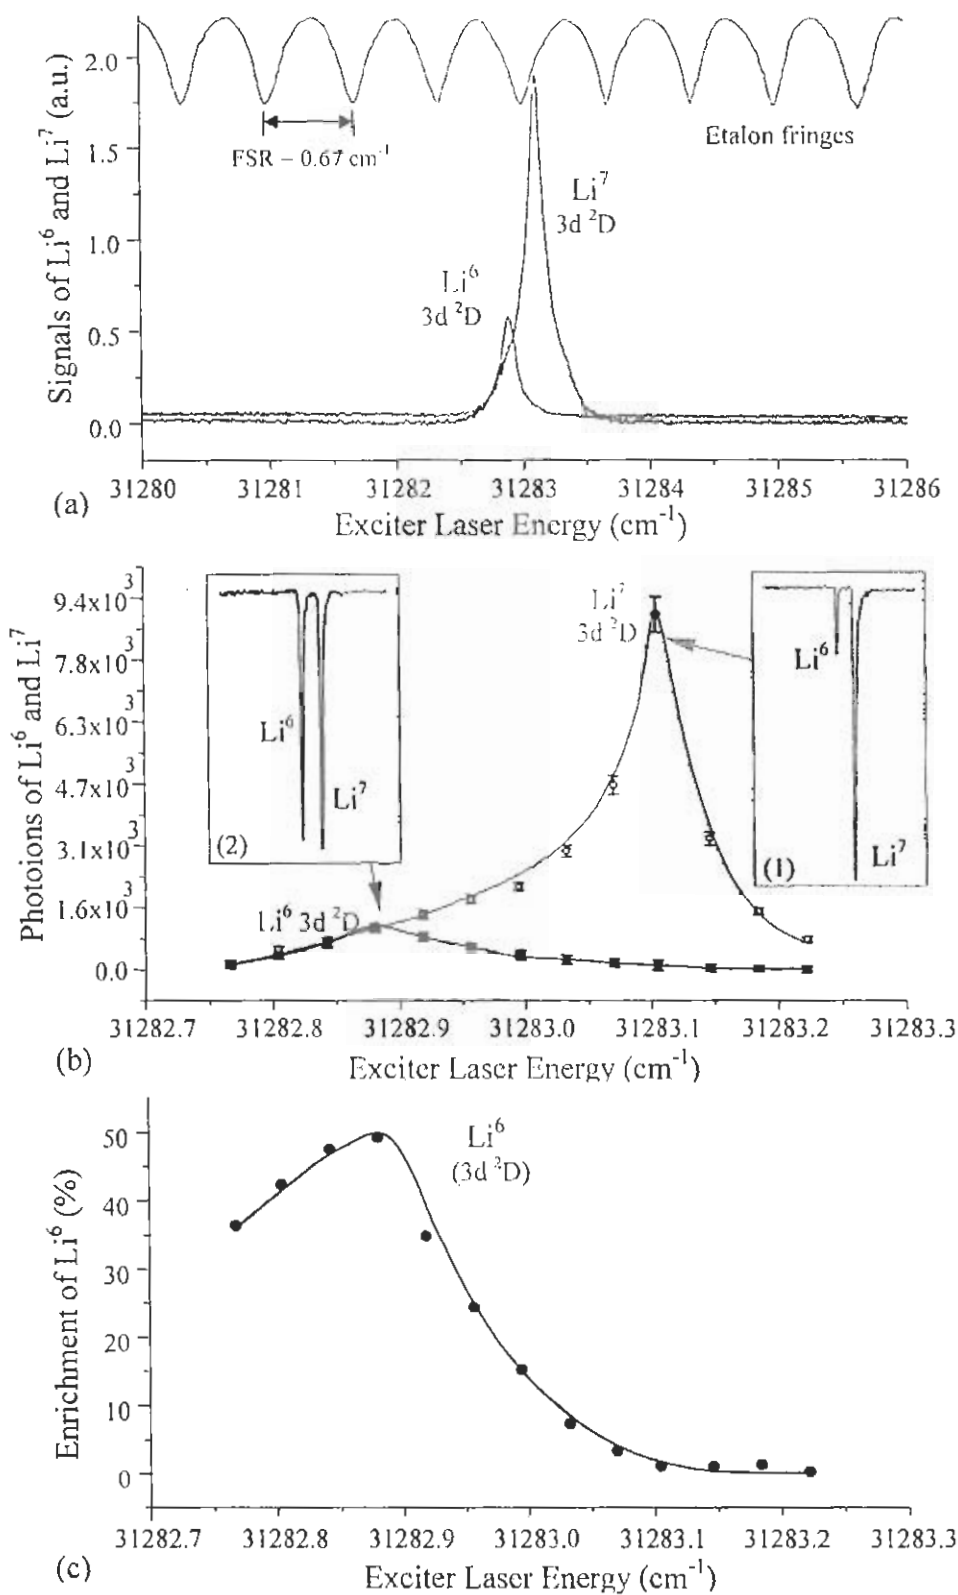 Signals of Li⁶ and Li⁷ (a.u.)
2.0
1.5
1.0
0.5
0.0
FSR – 0.67 cm⁻¹
Etalon fringes
Li⁷
3d ²D
Li⁶
3d ²D
31280 31281 31282 31283 31284 31285 31286
(a)
Exciter Laser Energy (cm⁻¹)
Photoions of Li⁶ and Li⁷
9.4x10³
7.8x10³
6.3x10³
4.7x10³
3.1x10³
1.6x10³
0.0
Li⁶
Li⁷
(2)
Li⁷
3d ²D
Li⁶
Li⁷
(1)
Li⁶ 3d ²D
31282.7 31282.8 31282.9 31283.0 31283.1 31283.2 31283.3
(b)
Exciter Laser Energy (cm⁻¹)
Enrichment of Li⁶ (%)
50
40
30
20
10
0
Li⁶
(3d ²D)
31282.7 31282.8 31282.9 31283.0 31283.1 31283.2 31283.3
(c)
Exciter Laser Energy (cm⁻¹)